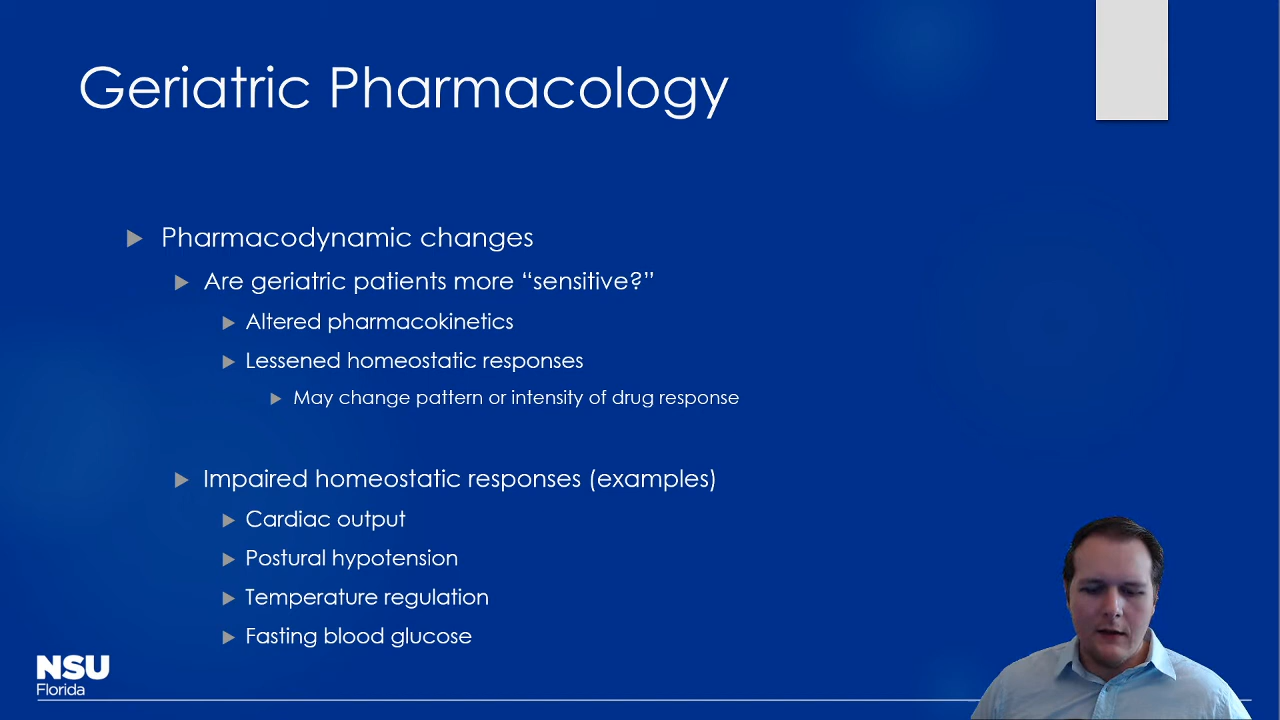 Geriatric Pharmacology
Pharmacodynamic changes
Are geriatric patients more “sensitive?”
Altered pharmacokinetics
Lessened homeostatic responses
May change pattern or intensity of drug response
Impaired homeostatic responses (examples)
Cardiac output
Postural hypotension
Temperature regulation
Fasting blood glucose
NSU
Florida